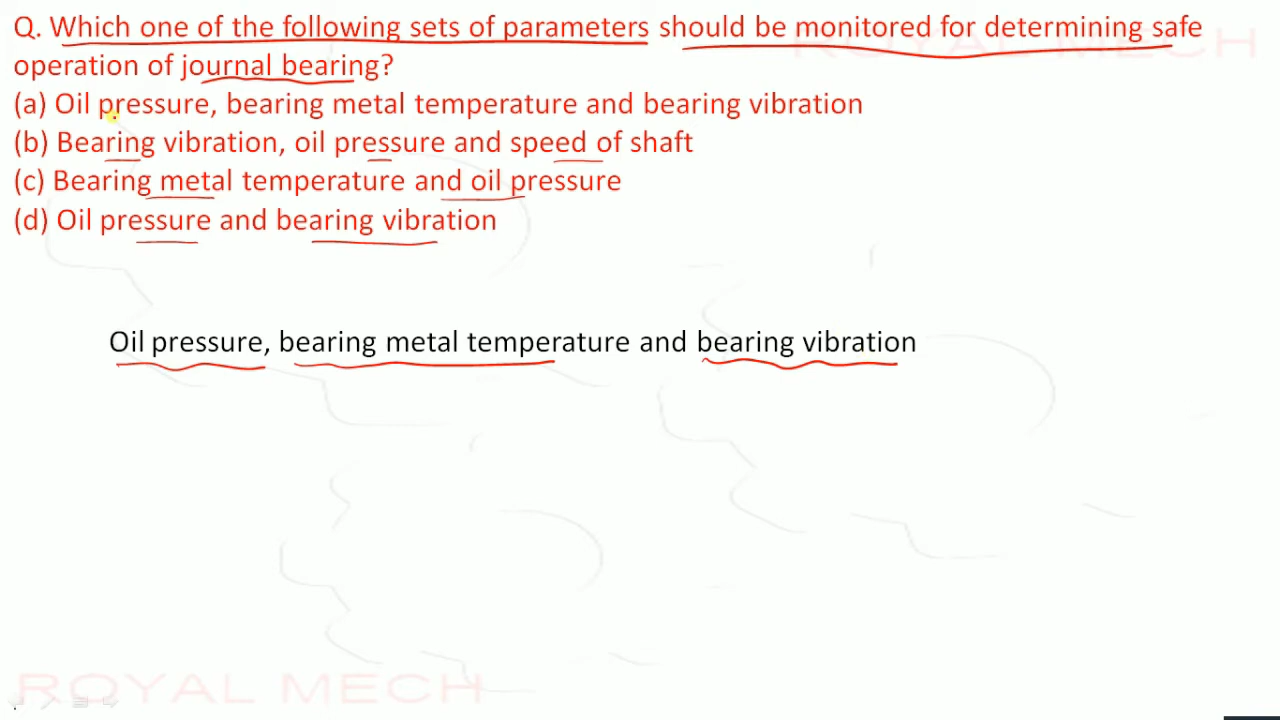 Q. Which one of the following sets of parameters should be monitored for determining safe
operation of journal bearing?
(a) Oil pressure, bearing metal temperature and bearing vibration
(b) Bearing vibration, oil pressure and speed of shaft
(c) Bearing metal temperature and oil pressure
(d) Oil pressure and bearing vibration
Oil pressure, bearing metal temperature and bearing vibration
ROYAL MECH
ROYAL MECH